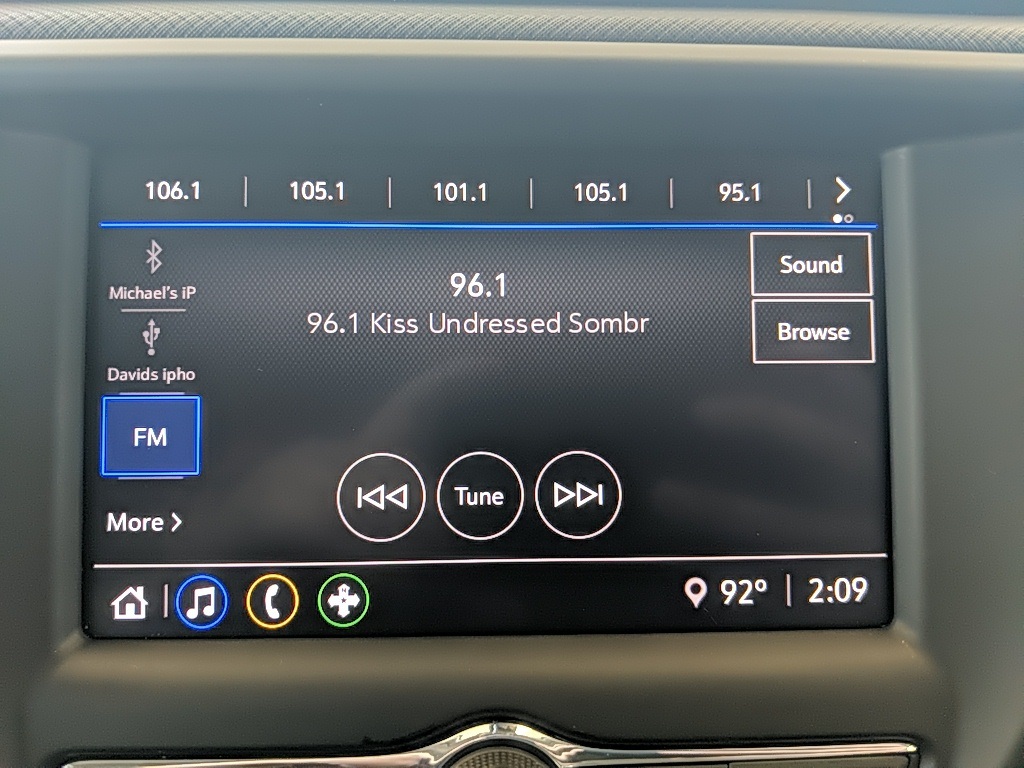 106.1 | 105.1 | 101.1 | 105.1 | 95.1 |
Michael's iP
Davids ipho
FM
More
96.1
96.1 Kiss Undressed Sombr
Sound
Browse
Tune
92° | 2:09